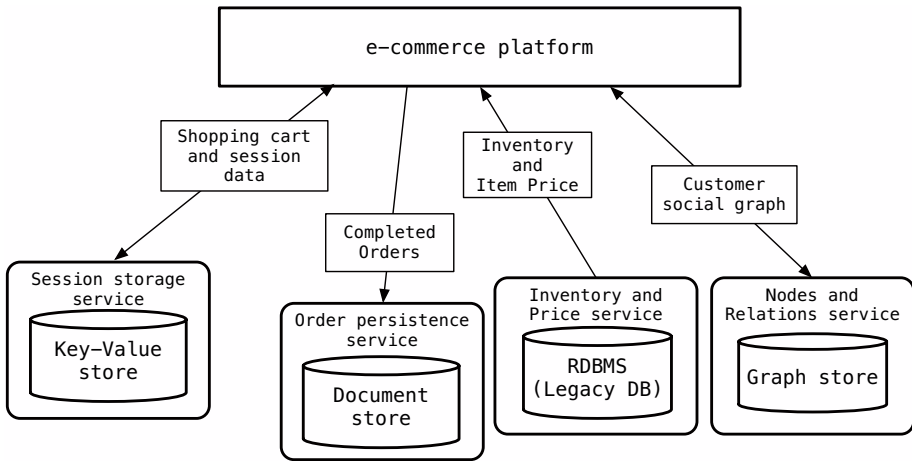 e-commerce platform
Shopping cart
and session
data
Completed
Orders
Inventory
and
Item Price
Customer
social graph
Session storage
service
Key-Value
store
Order persistence
service
Document
store
Inventory and
Price service
RDBMS
(Legacy DB)
Nodes and
Relations service
Graph store